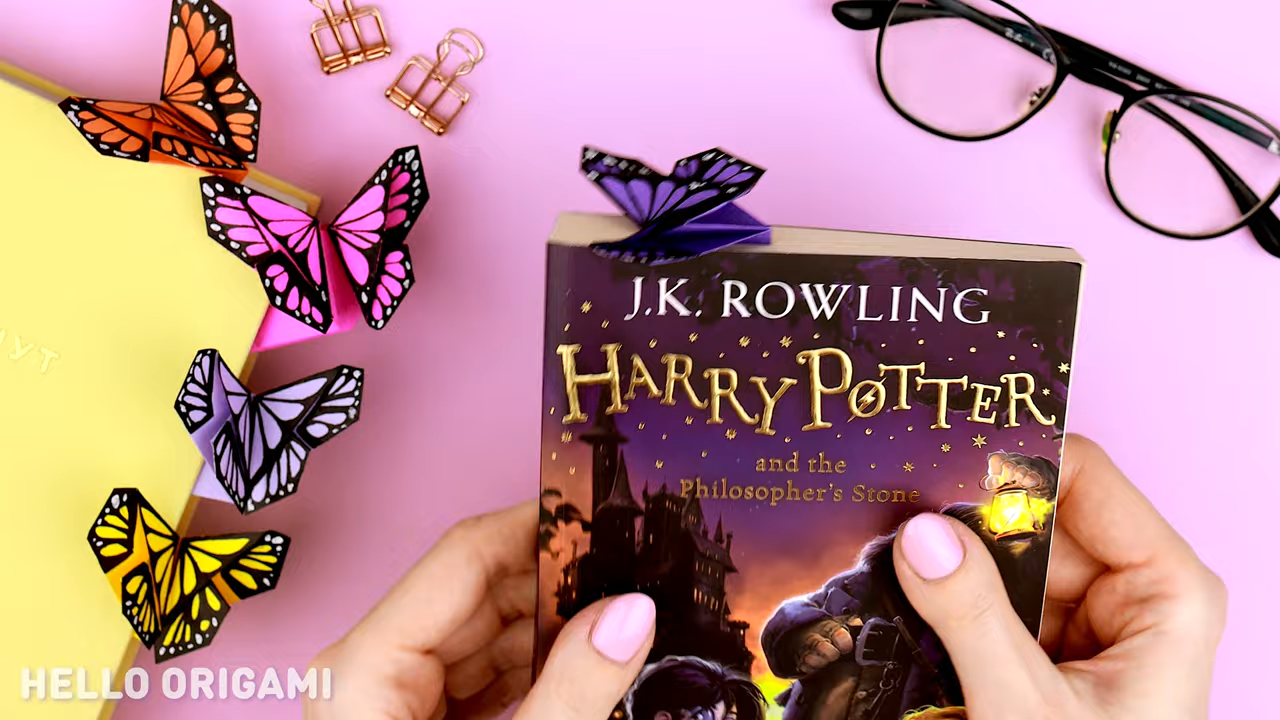 J.K. ROWLING
HARRY POTTER
and the
Philosopher's Stone
HELLO ORIGAMI